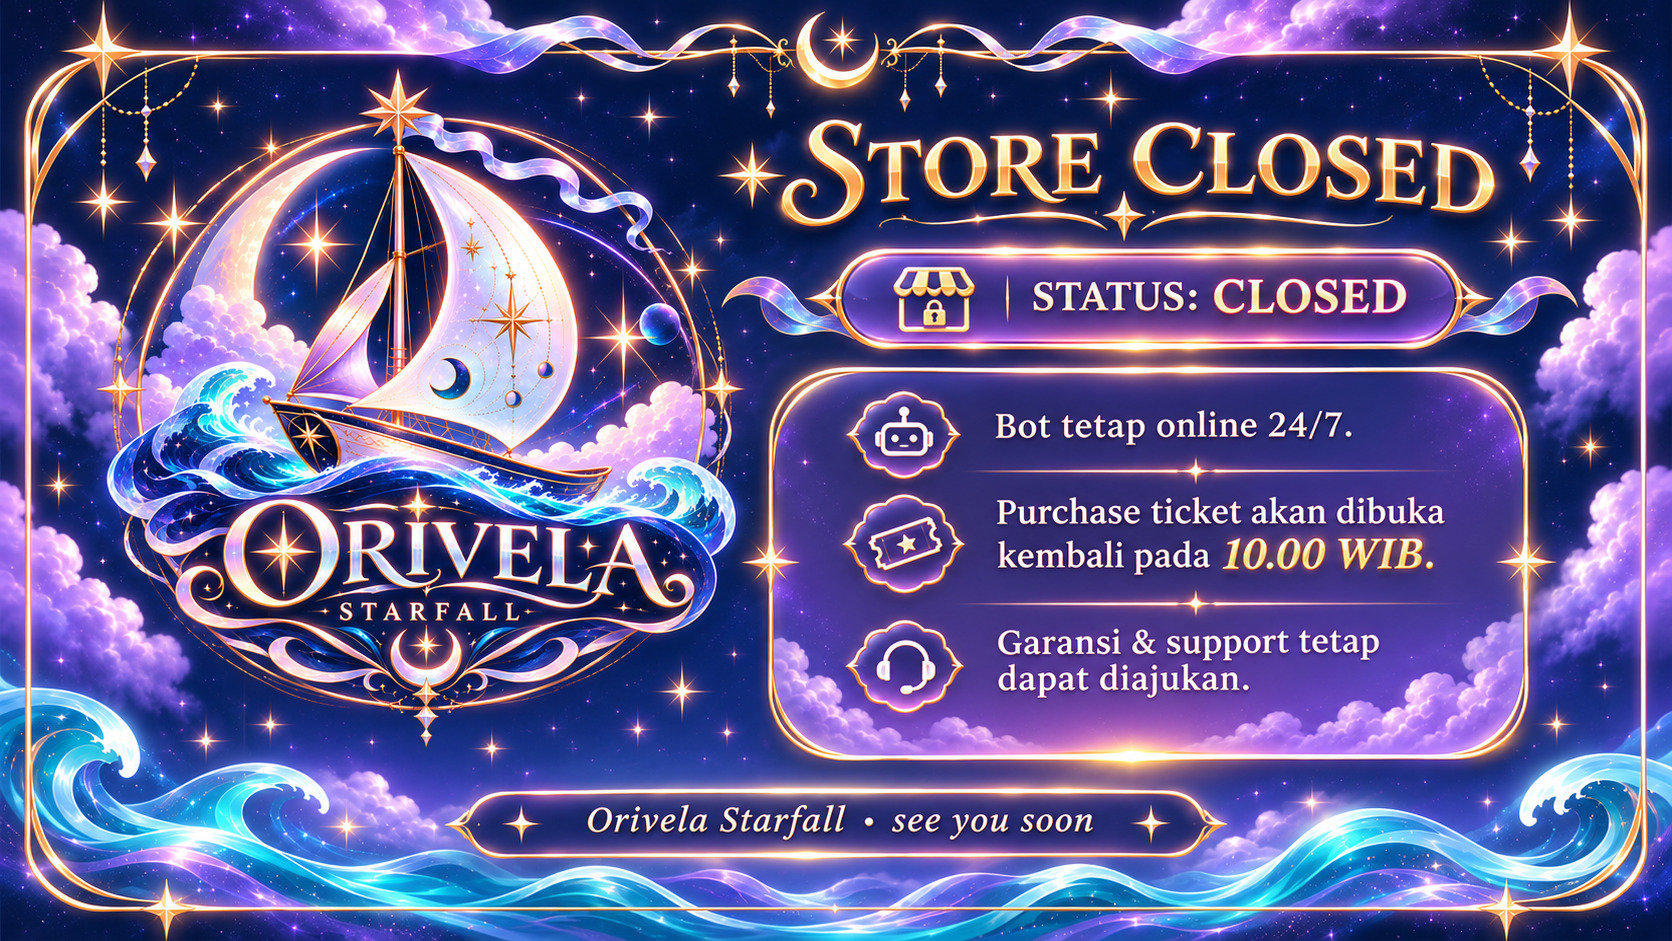 ORIVELA
STARFALL
STORE CLOSED
STATUS: CLOSED
Bot tetap online 24/7.
Purchase ticket akan dibuka
kembali pada 10.00 WIB.
Garansi & support tetap
dapat diajukan.
Orivela Starfall • see you soon